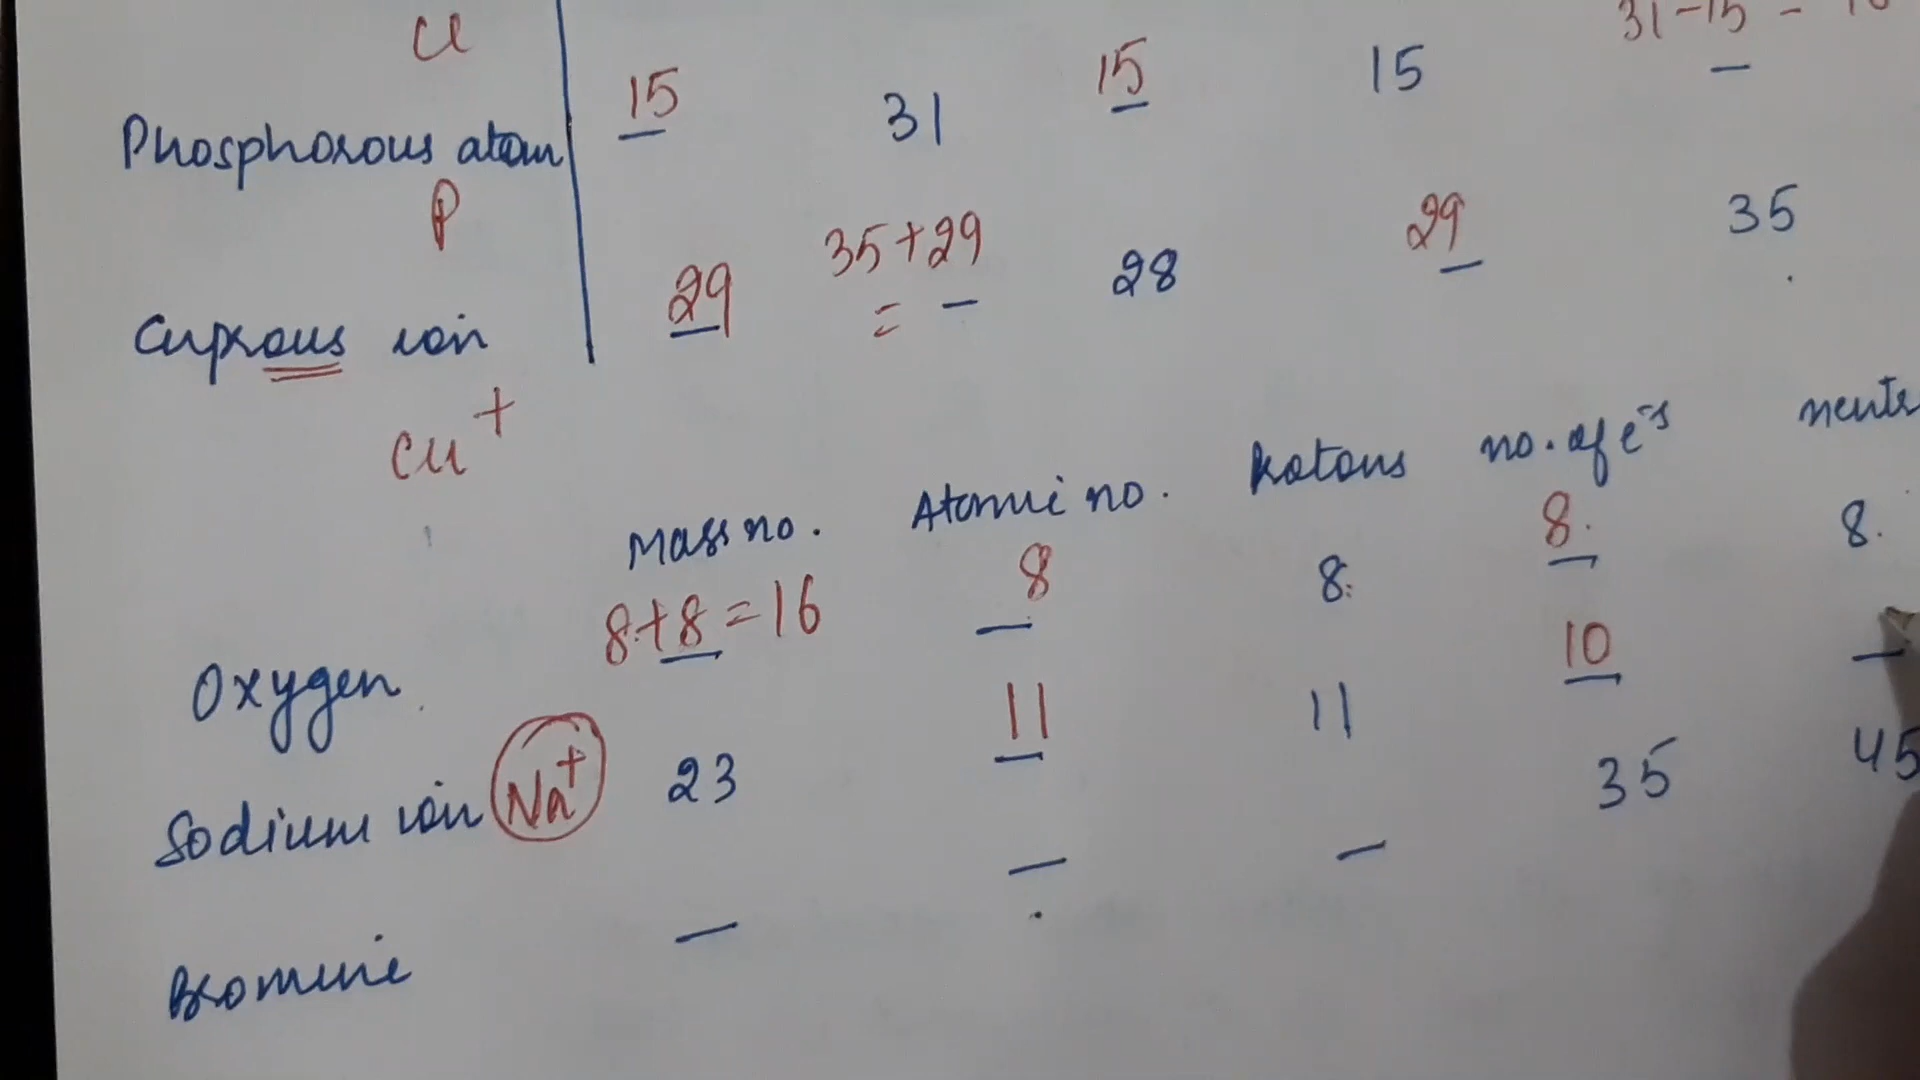 Cl
31-15 =
Phosphorous atom 15 31 15 15
P
Cuprous ion 29 35+29 = 28 29 35
Cu+
Mass no. Atomic no. Protons no. of e-s neutr
Oxygen 8+8=16 8 8 8. 8.
Sodium ion Na+ 23 11 11 10
Bromine 35 45